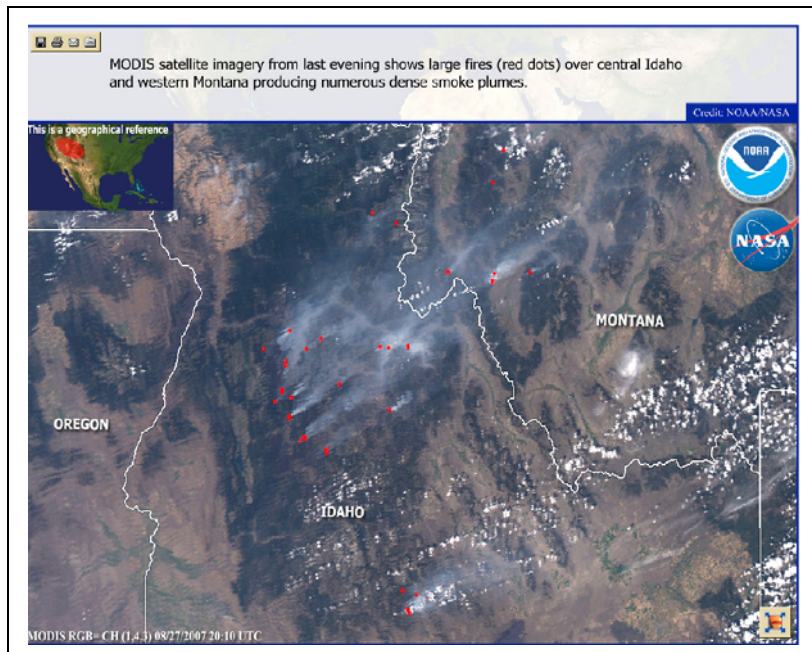 MODIS satellite imagery from last evening shows large fires (red dots) over central Idaho
and western Montana producing numerous dense smoke plumes.
Credit: NOAA/NASA
This is a geographical reference
NOAA
NASA
MONTANA
OREGON
IDAHO
MODIS RGB= CH (1,4,3) 08/27/2007 20:10 UTC